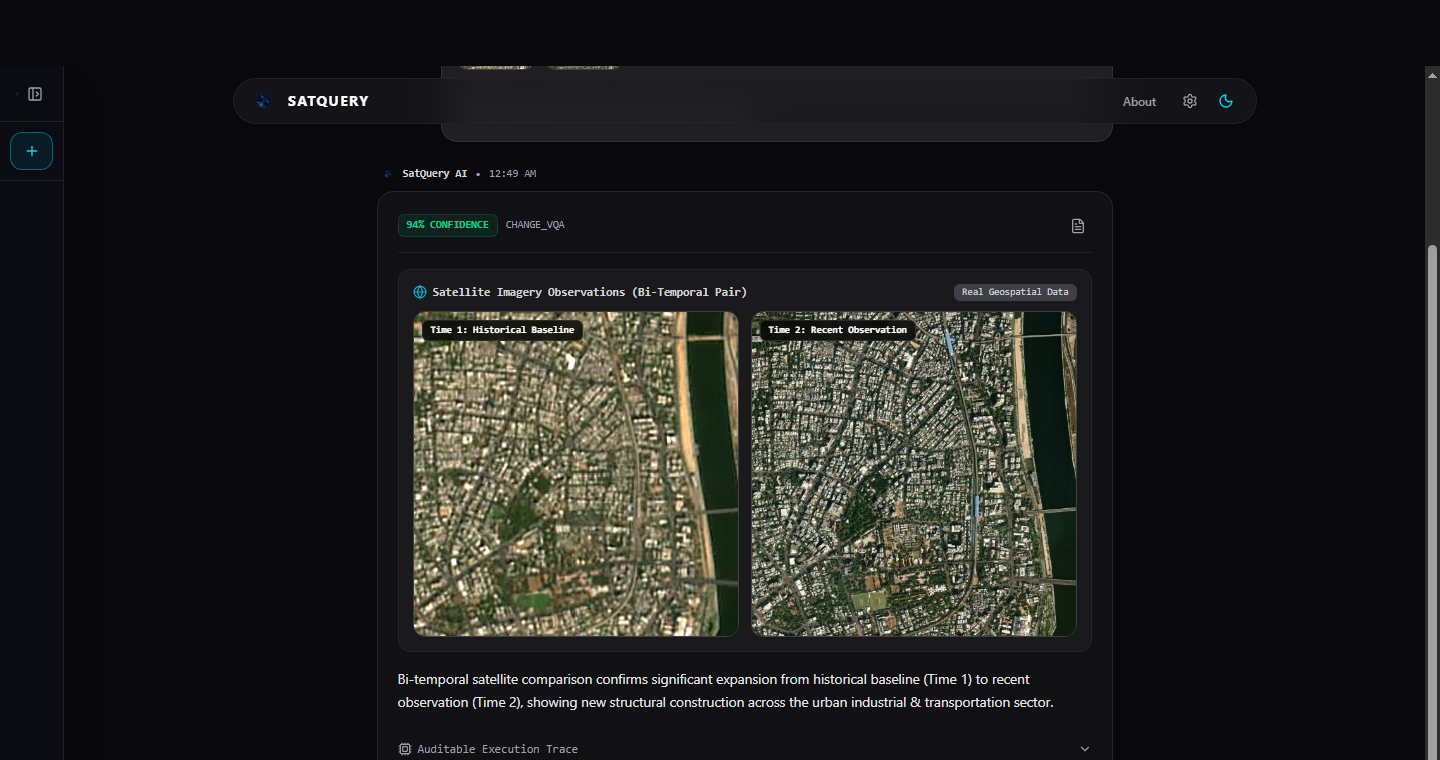 SATQUERY
About
SatQuery AI • 12:49 AM
94% CONFIDENCE CHANGE_VQA
Satellite Imagery Observations (Bi-Temporal Pair)
Real Geospatial Data
Time 1: Historical Baseline
Time 2: Recent Observation
Bi-temporal satellite comparison confirms significant expansion from historical baseline (Time 1) to recent
observation (Time 2), showing new structural construction across the urban industrial & transportation sector.
Auditable Execution Trace